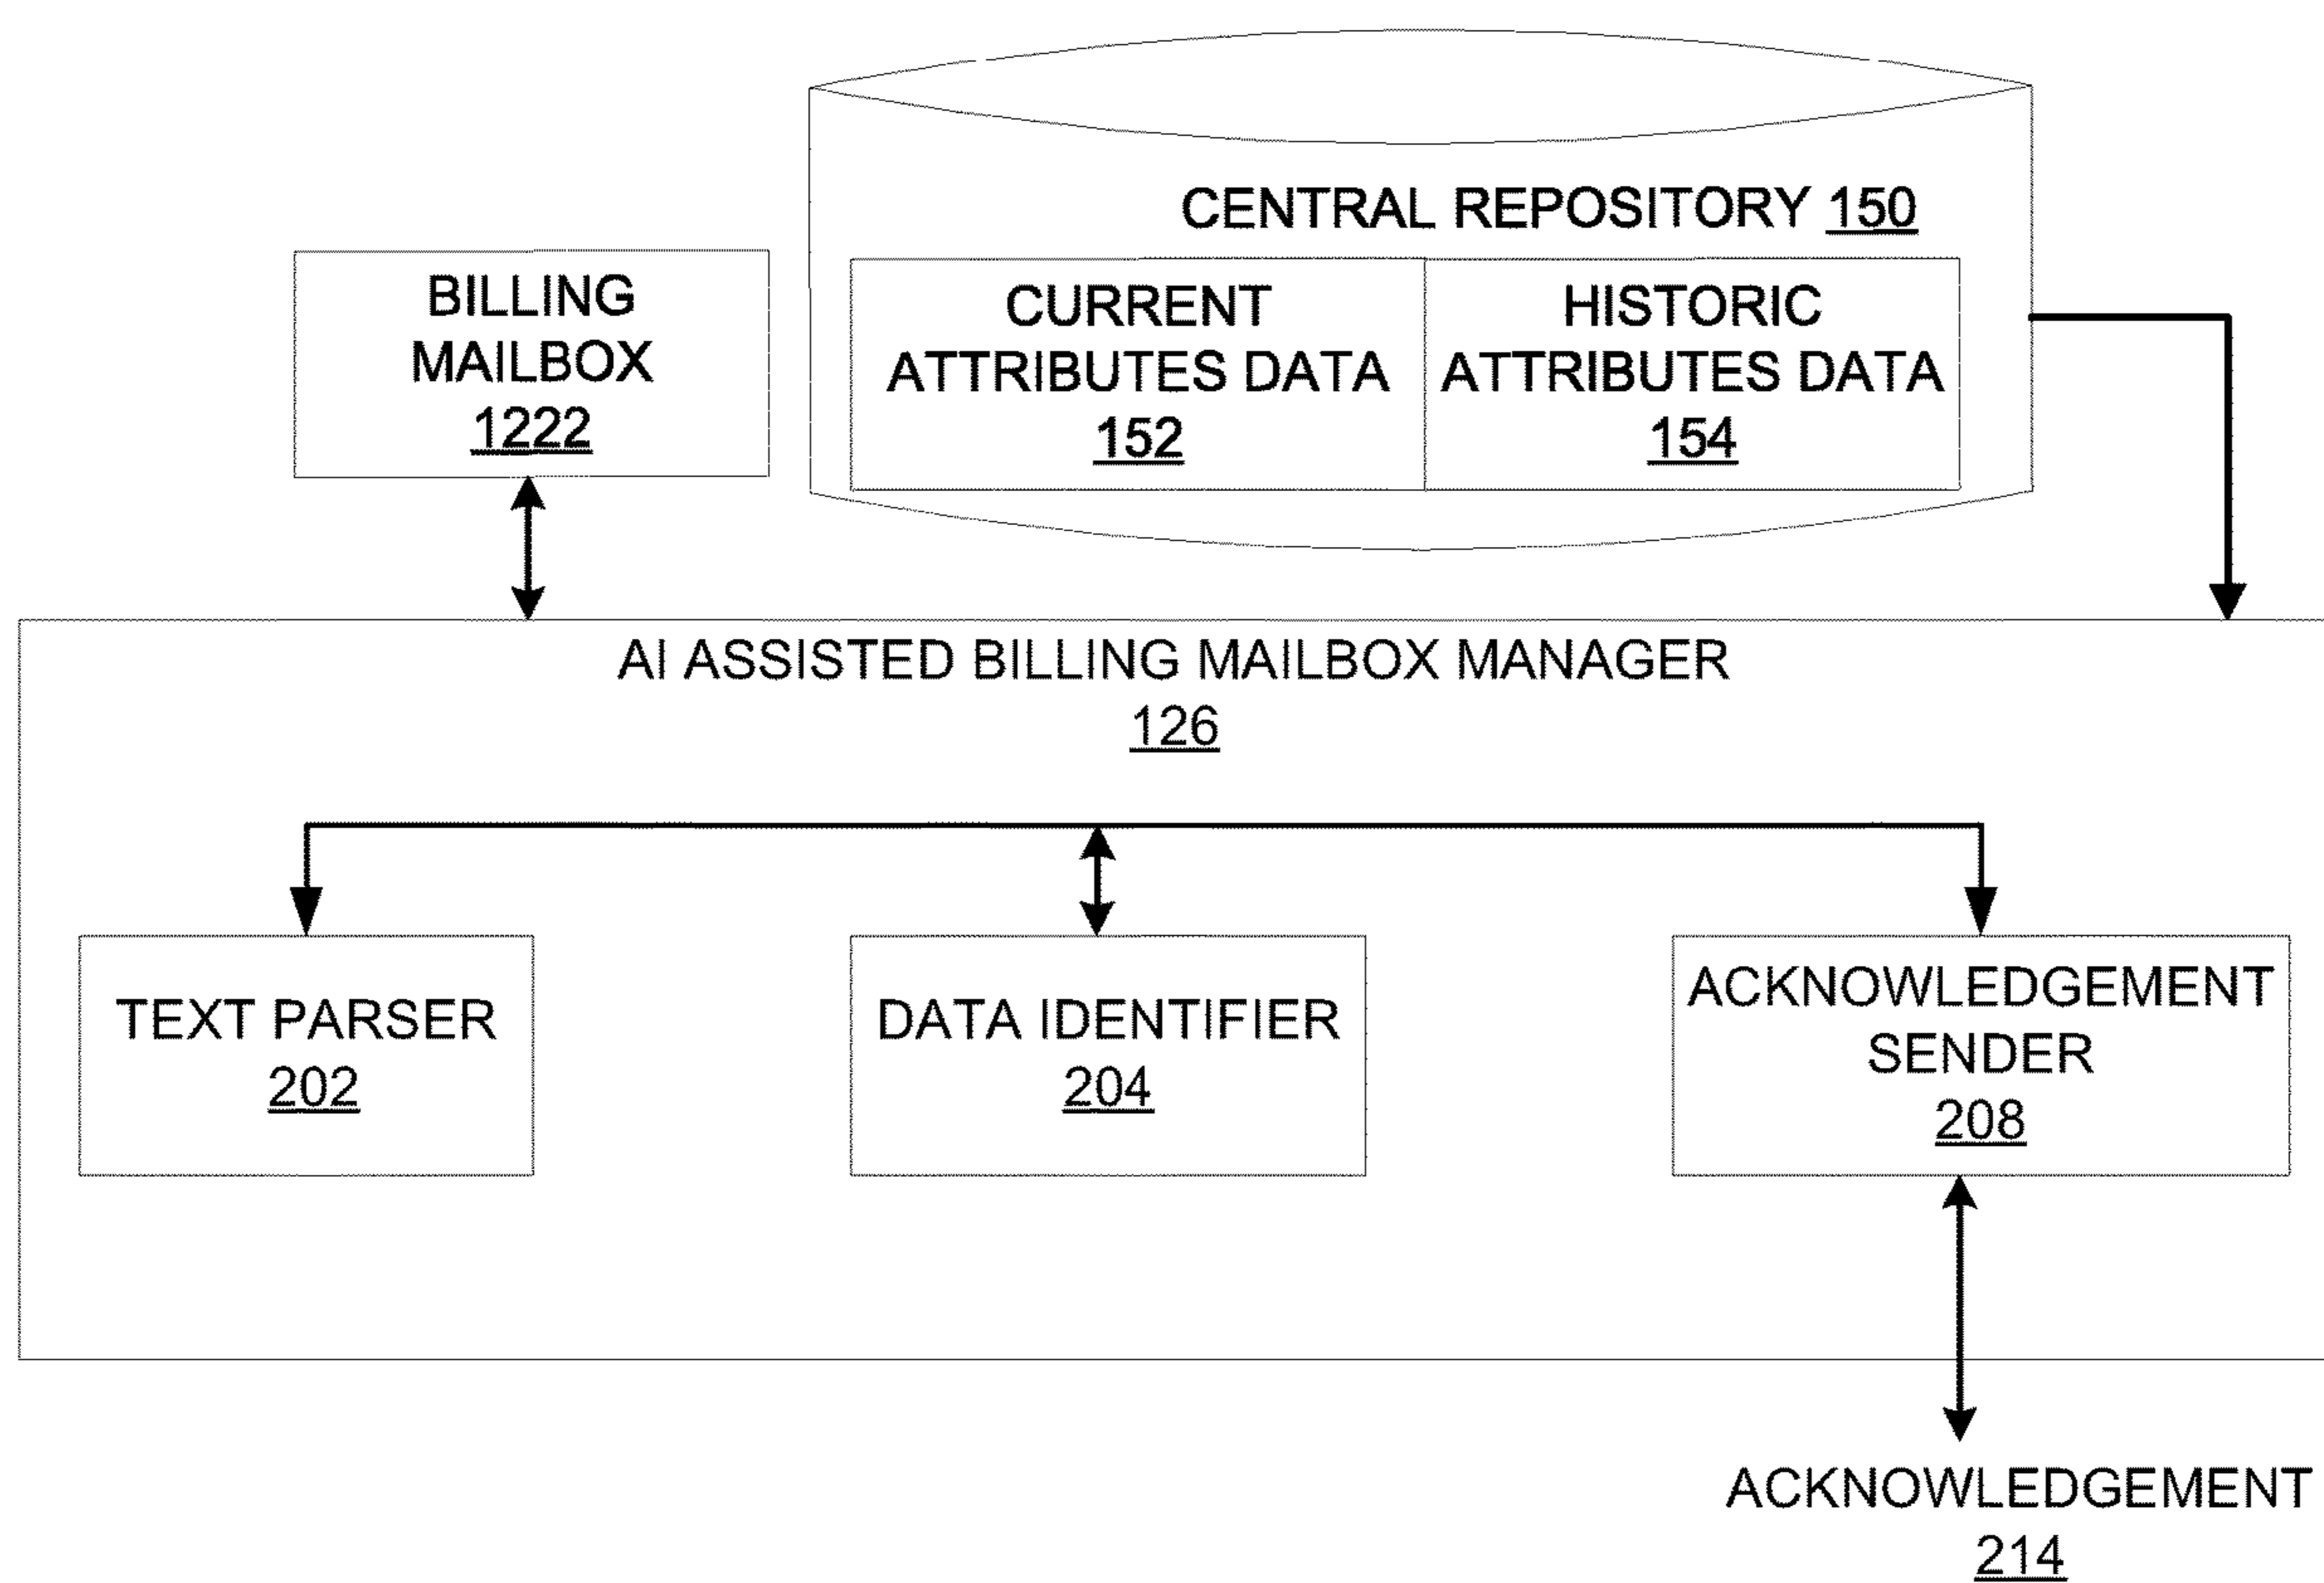 CENTRAL REPOSITORY 150
BILLING
MAILBOX
1222
CURRENT
ATTRIBUTES DATA
152
HISTORIC
ATTRIBUTES DATA
154
AI ASSISTED BILLING MAILBOX MANAGER
126
TEXT PARSER
202
DATA IDENTIFIER
204
ACKNOWLEDGEMENT
SENDER
208
ACKNOWLEDGEMENT
214